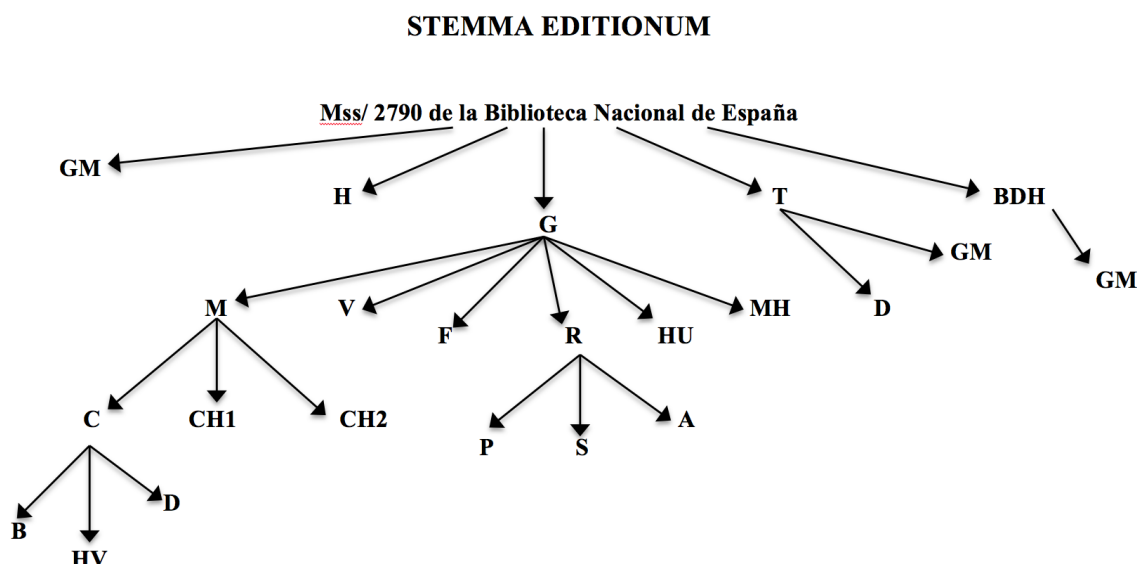 STEMMA EDITIONUM
Mss/ 2790 de la Biblioteca Nacional de España
GM
H
T
BDH
G
GM
GM
M
V
MH
D
F
R
HU
C
CH1
CH2
A
P
S
D
B
HV